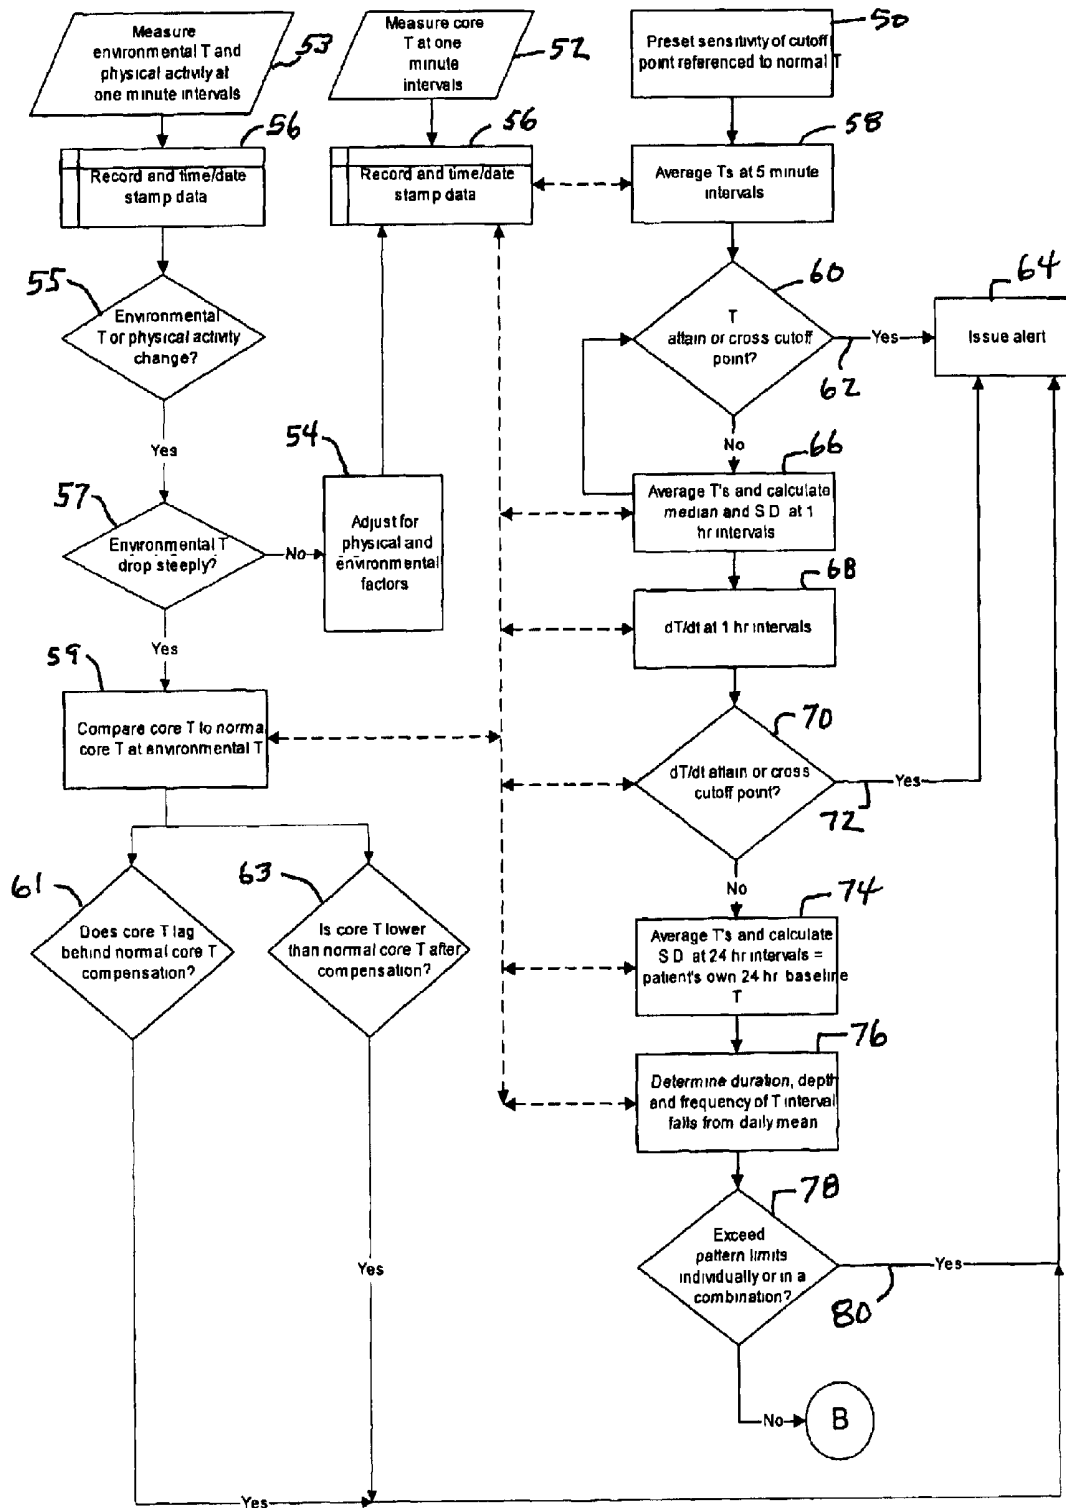 Measure
environmental T and
physical activity at
one minute intervals
53
Measure core
T at one
minute
intervals
52
50
Preset sensitivity of cutoff
point referenced to normal T
56
Record and time/date
stamp data
56
Record and time/date
stamp data
58
Average Ts at 5 minute
intervals
55
Environmental
T or physical activity
change?
60
T
attain or cross cutoff
point?
Yes
62
64
Issue alert
Yes
No
54
Adjust for
physical and
environmental
factors
66
Average T's and calculate
median and S D at 1
hr intervals
57
Environmental T
drop steeply?
No
68
dT/dt at 1 hr intervals
Yes
59
Compare core T to norma
core T at environmental T
70
dT/dt attain or cross
cutoff point?
Yes
72
No
61
Does core T lag
behind normal core T
compensation?
63
Is core T lower
than normal core T after
compensation?
74
Average T's and calculate
S D at 24 hr intervals =
patient's own 24 hr baseline
T
76
Determine duration, depth
and frequency of T interval
falls from daily mean
78
Exceed
pattern limits
individually or in a
combination?
Yes
80
Yes
No
B
Yes